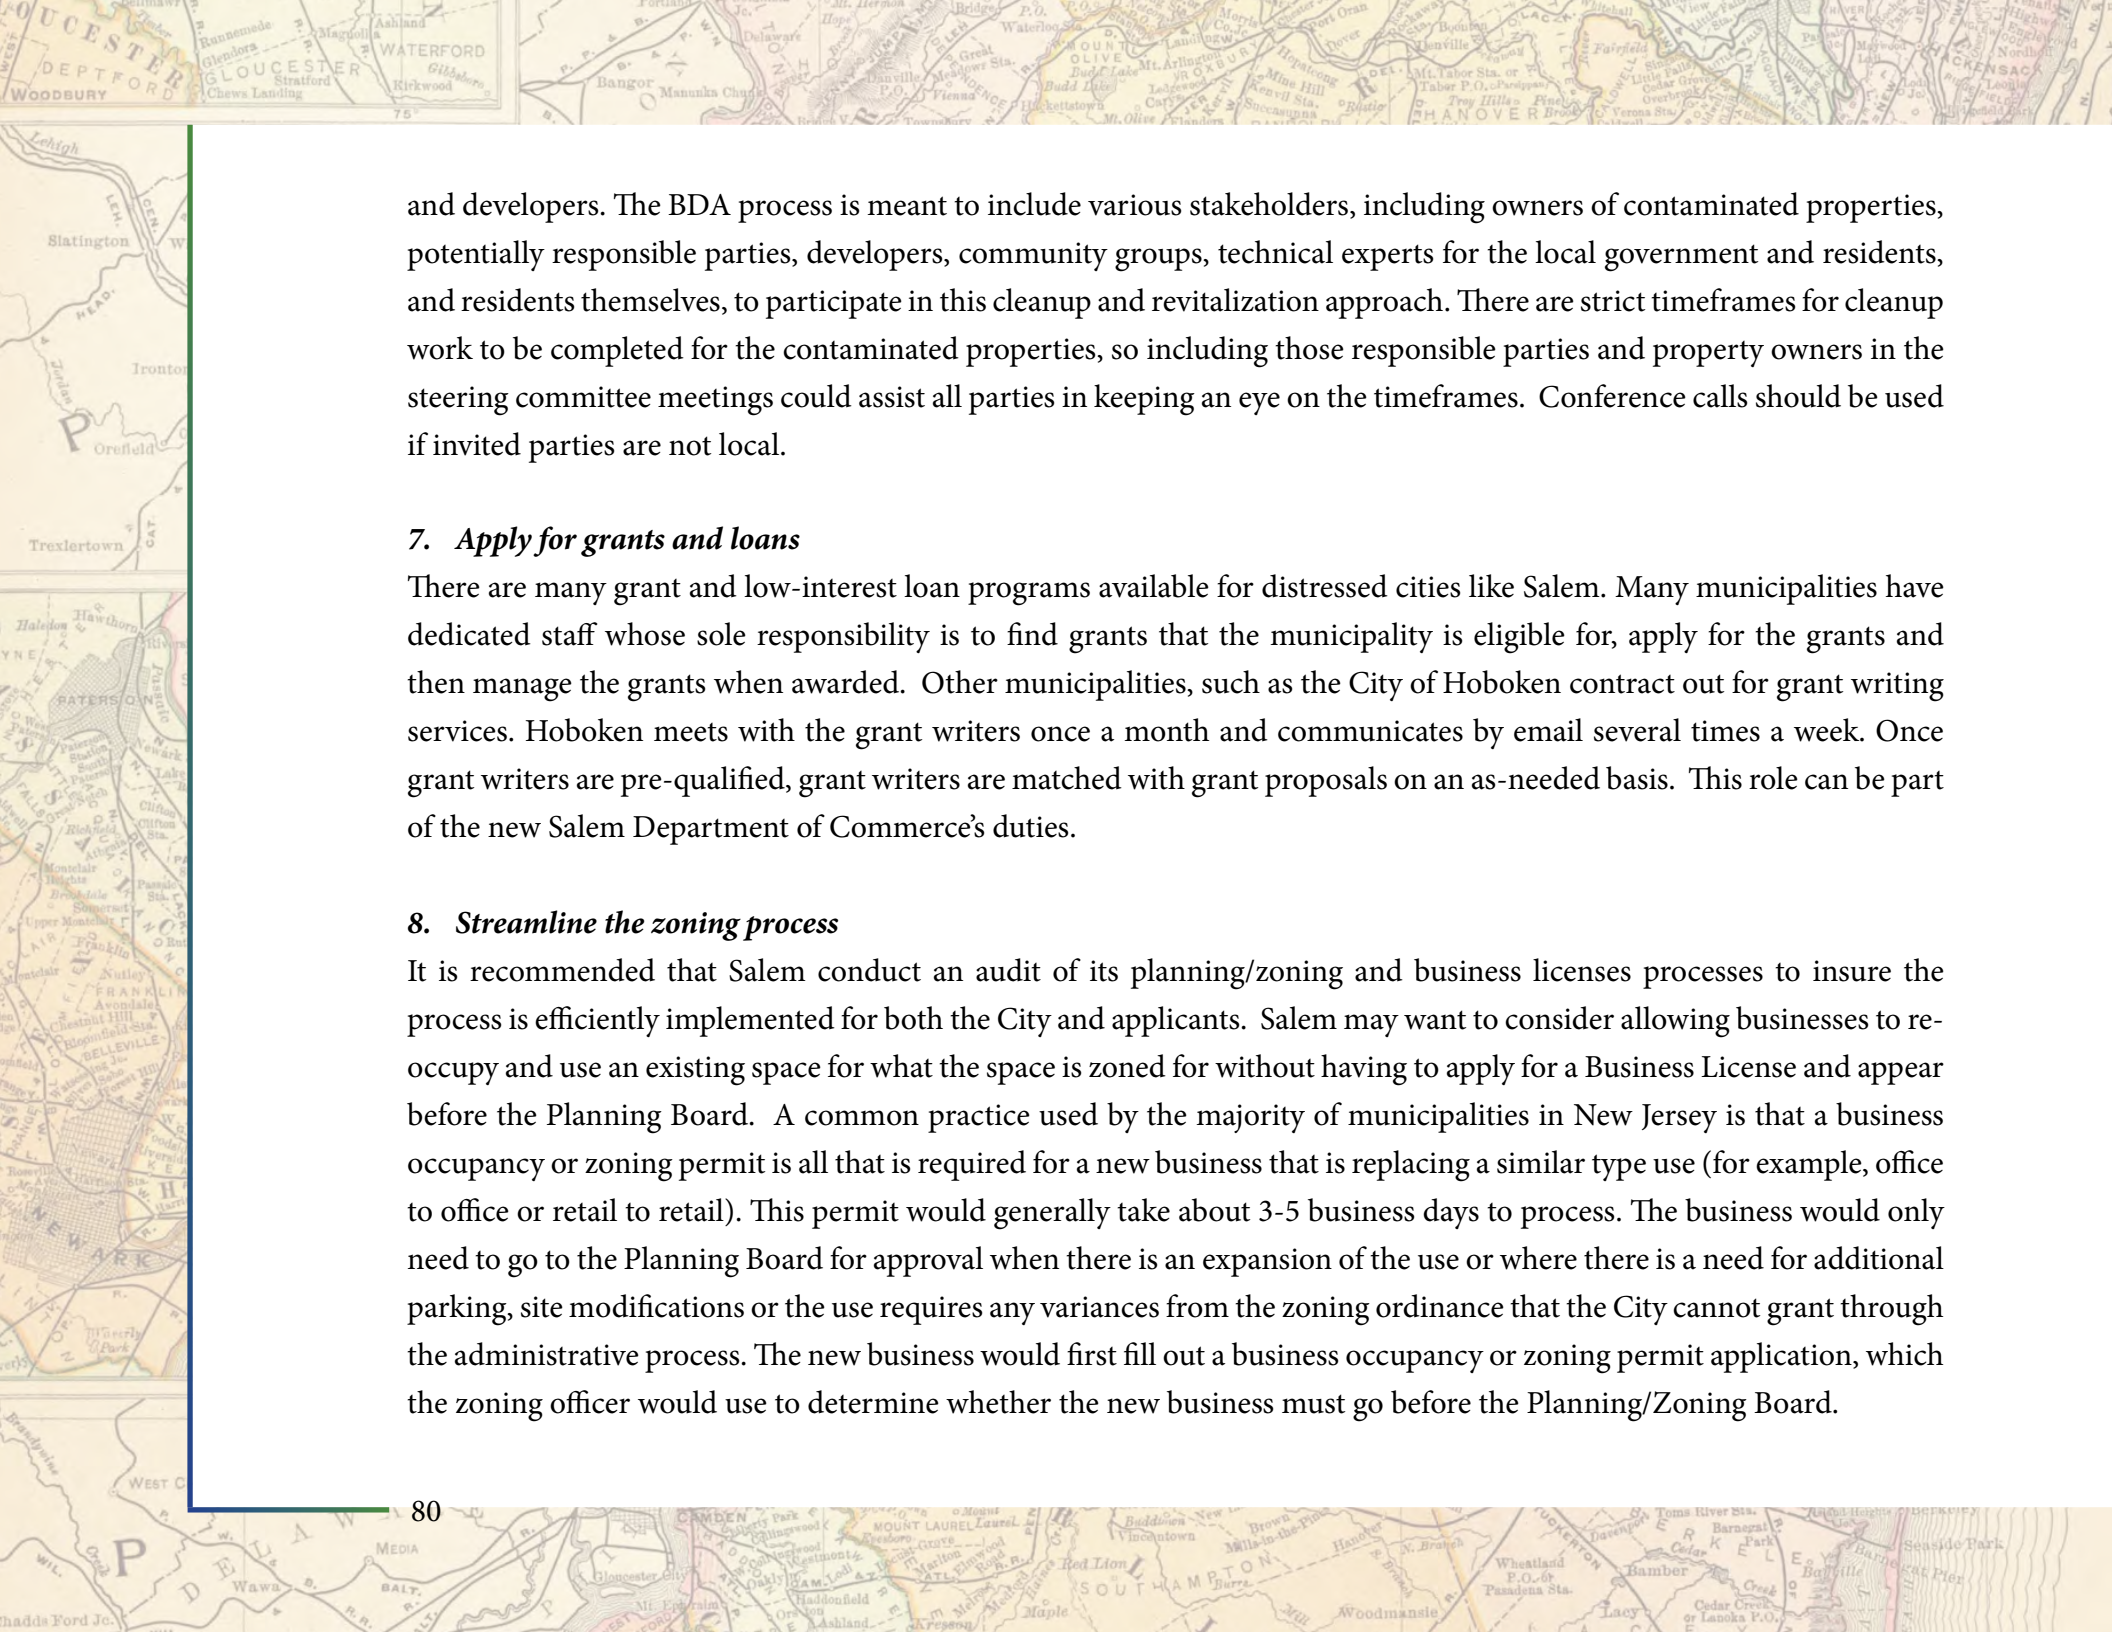 and developers. The BDA process is meant to include various stakeholders, including owners of contaminated properties,
potentially responsible parties, developers, community groups, technical experts for the local government and residents,
and residents themselves, to participate in this cleanup and revitalization approach. There are strict timeframes for cleanup
work to be completed for the contaminated properties, so including those responsible parties and property owners in the
steering committee meetings could assist all parties in keeping an eye on the timeframes.  Conference calls should be used
if invited parties are not local.
7. Apply for grants and loans
There are many grant and low-interest loan programs available for distressed cities like Salem. Many municipalities have
dedicated staff whose sole responsibility is to find grants that the municipality is eligible for, apply for the grants and
then manage the grants when awarded.  Other municipalities, such as the City of Hoboken contract out for grant writing
services. Hoboken meets with the grant writers once a month and communicates by email several times a week. Once
grant writers are pre-qualified, grant writers are matched with grant proposals on an as-needed basis.  This role can be part
of the new Salem Department of Commerce's duties.
8. Streamline the zoning process
It is recommended that Salem conduct an audit of its planning/zoning and business licenses processes to insure the
process is efficiently implemented for both the City and applicants.  Salem may want to consider allowing businesses to re-
occupy and use an existing space for what the space is zoned for without having to apply for a Business License and appear
before the Planning Board.  A common practice used by the majority of municipalities in New Jersey is that a business
occupancy or zoning permit is all that is required for a new business that is replacing a similar type use (for example, office
to office or retail to retail). This permit would generally take about 3-5 business days to process. The business would only
need to go to the Planning Board for approval when there is an expansion of the use or where there is a need for additional
parking, site modifications or the use requires any variances from the zoning ordinance that the City cannot grant through
the administrative process. The new business would first fill out a business occupancy or zoning permit application, which
the zoning officer would use to determine whether the new business must go before the Planning/Zoning Board.
80